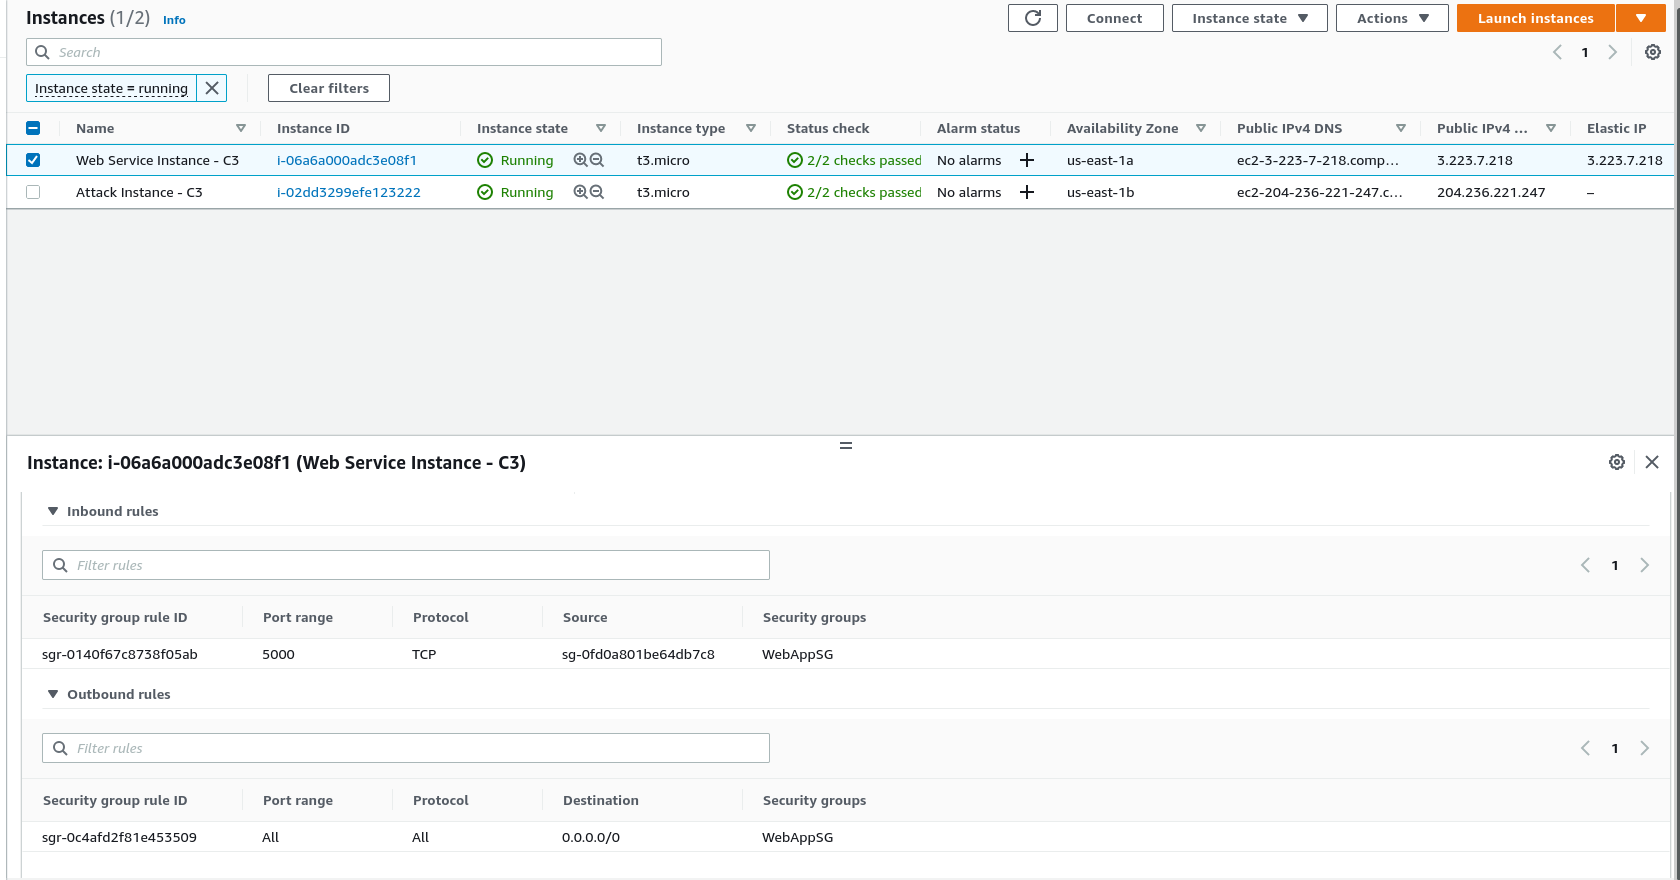 Instances (1/2) Info Connect Instance state Actions Launch instances
Search 1
Instance state = running Clear filters
Name Instance ID Instance state Instance type Status check Alarm status Availability Zone Public IPv4 DNS Public IPv4 ... Elastic IP
Web Service Instance - C3 i-06a6a000adc3e08f1 Running t3.micro 2/2 checks passed No alarms us-east-1a ec2-3-223-7-218.comp... 3.223.7.218 3.223.7.218
Attack Instance - C3 i-02dd3299efe123222 Running t3.micro 2/2 checks passed No alarms us-east-1b ec2-204-236-221-247.c... 204.236.221.247 –
Instance: i-06a6a000adc3e08f1 (Web Service Instance - C3)
Inbound rules
Filter rules 1
Security group rule ID Port range Protocol Source Security groups
sgr-0140f67c8738f05ab 5000 TCP sg-0fd0a801be64db7c8 WebAppSG
Outbound rules
Filter rules 1
Security group rule ID Port range Protocol Destination Security groups
sgr-0c4afd2f81e453509 All All 0.0.0.0/0 WebAppSG